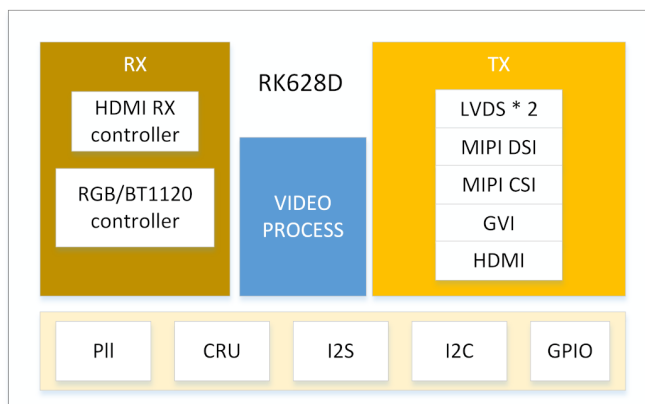 RX
HDMI RX
controller
RGB/BT1120
controller
RK628D
VIDEO
PROCESS
TX
LVDS * 2
MIPI DSI
MIPI CSI
GVI
HDMI
Pll
CRU
I2S
I2C
GPIO